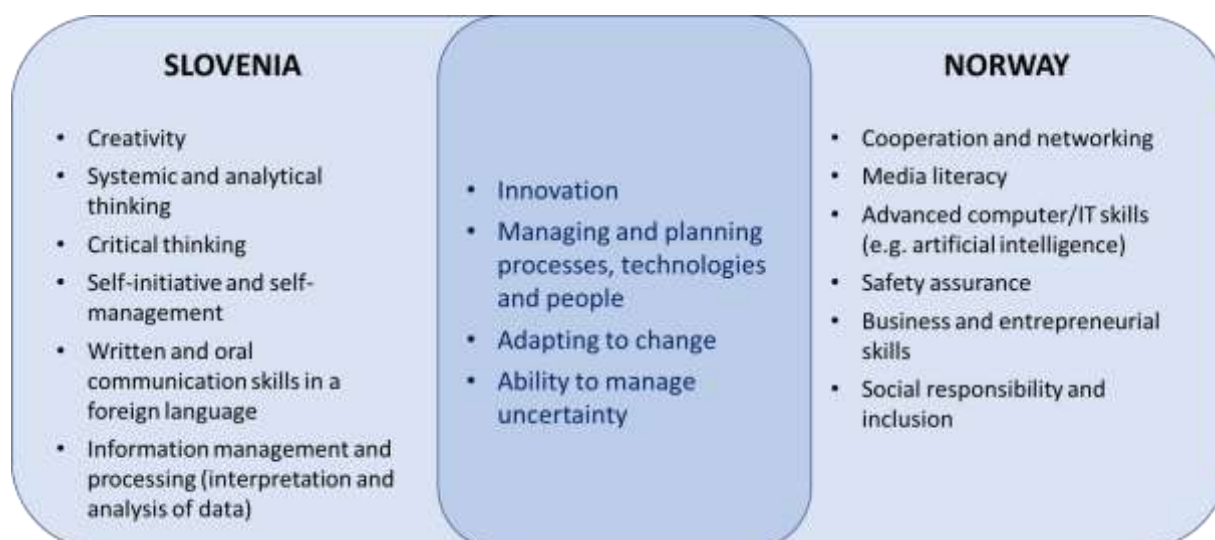 SLOVENIA
• Creativity
• Systemic and analytical
thinking
• Critical thinking
• Self-initiative and self-
management
• Written and oral
communication skills in a
foreign language
• Information management and
processing (interpretation and
analysis of data)
• Innovation
• Managing and planning
processes, technologies
and people
• Adapting to change
• Ability to manage
uncertainty
NORWAY
• Cooperation and networking
• Media literacy
• Advanced computer/IT skills
(e.g. artificial intelligence)
• Safety assurance
• Business and entrepreneurial
skills
• Social responsibility and
inclusion